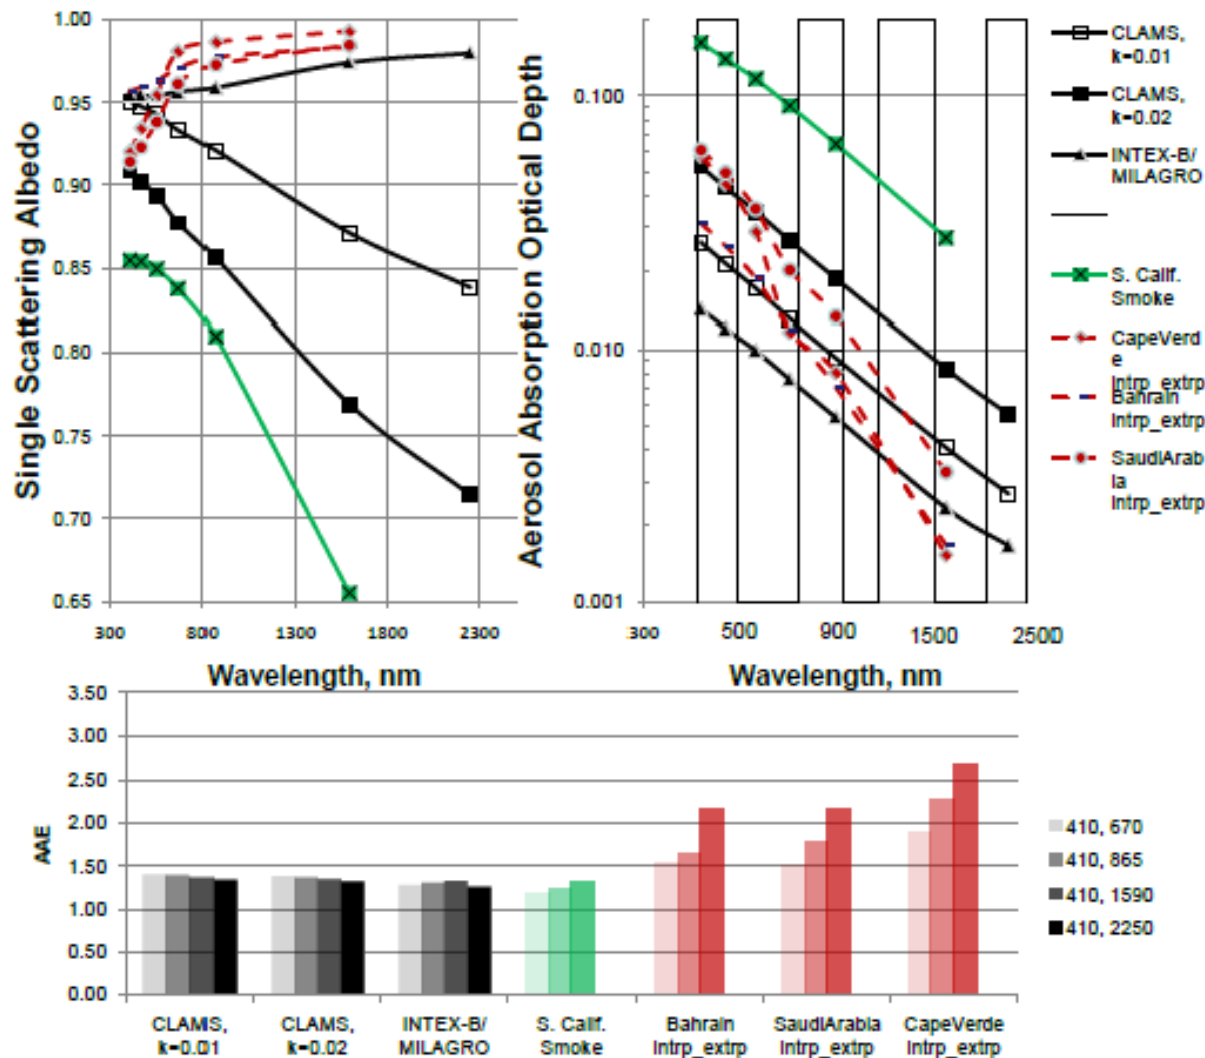 1.00
0.95
0.90
0.85
0.80
0.75
0.70
0.65
300
800
1300
1800
2300
Single Scattering Albedo
Wavelength, nm
0.100
0.010
0.001
300
500
900
1500
2500
Aerosol Absorption Optical Depth
Wavelength, nm
CLAMS,
k=0.01
CLAMS,
k=0.02
INTEX-B/
MILAGRO
S. Calif.
Smoke
CapeVerd
e
Intrp_extrp
Bahrain
Intrp_extrp
SaudiArab
ia
Intrp_extrp
3.50
3.00
2.50
2.00
1.50
1.00
0.50
0.00
AAE
CLAMS,
k=0.01
CLAMS,
k=0.02
INTEX-B/
MILAGRO
S. Calif.
Smoke
Bahrain
Intrp_extrp
SaudiArabia
Intrp_extrp
CapeVerde
Intrp_extrp
410, 670
410, 865
410, 1590
410, 2250